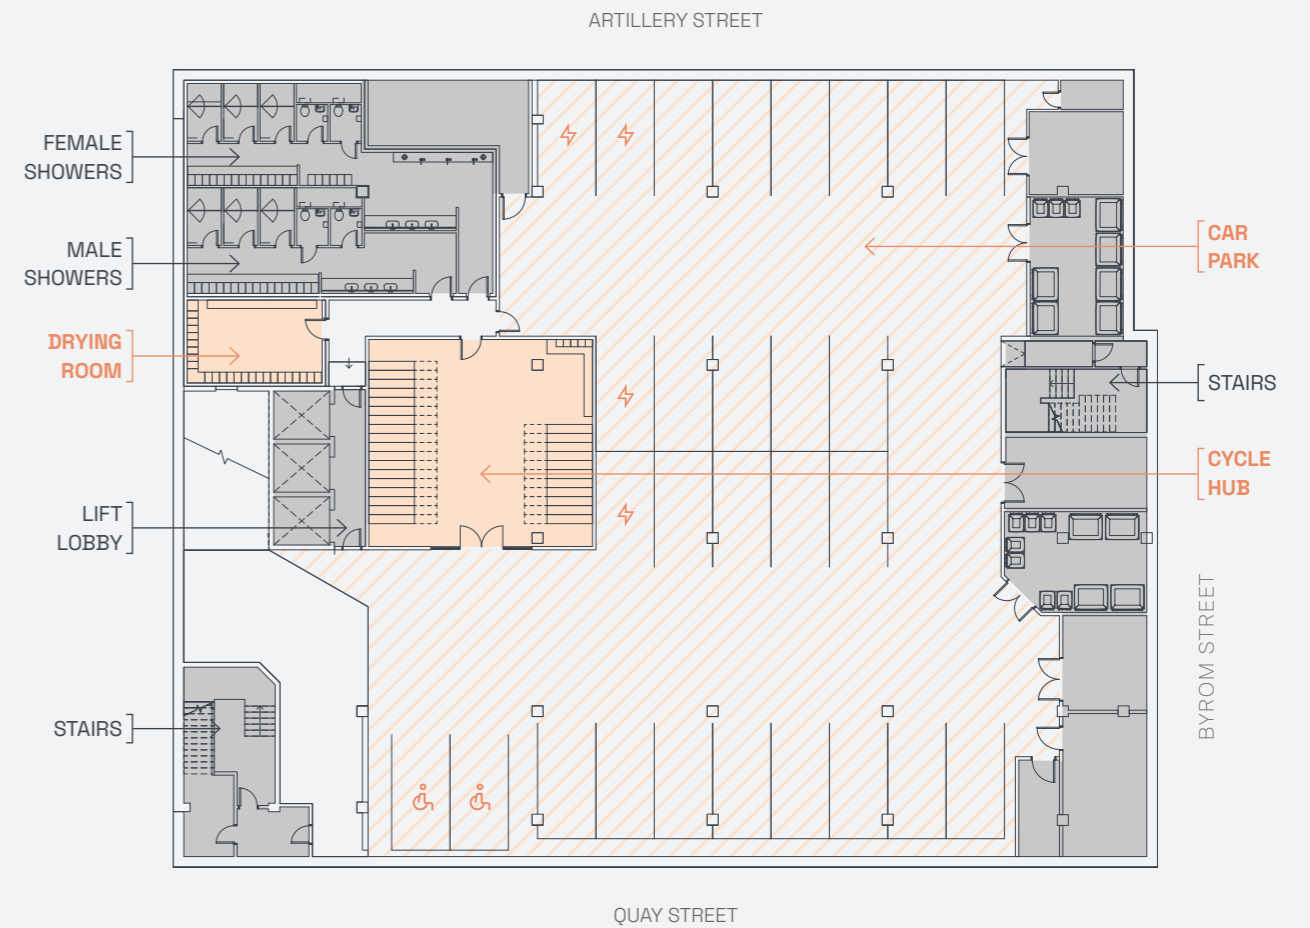 ARTILLERY STREET
FEMALE
SHOWERS
MALE
SHOWERS
DRYING
ROOM
LIFT
LOBBY
STAIRS
CAR
PARK
STAIRS
CYCLE
HUB
BYROM STREET
QUAY STREET